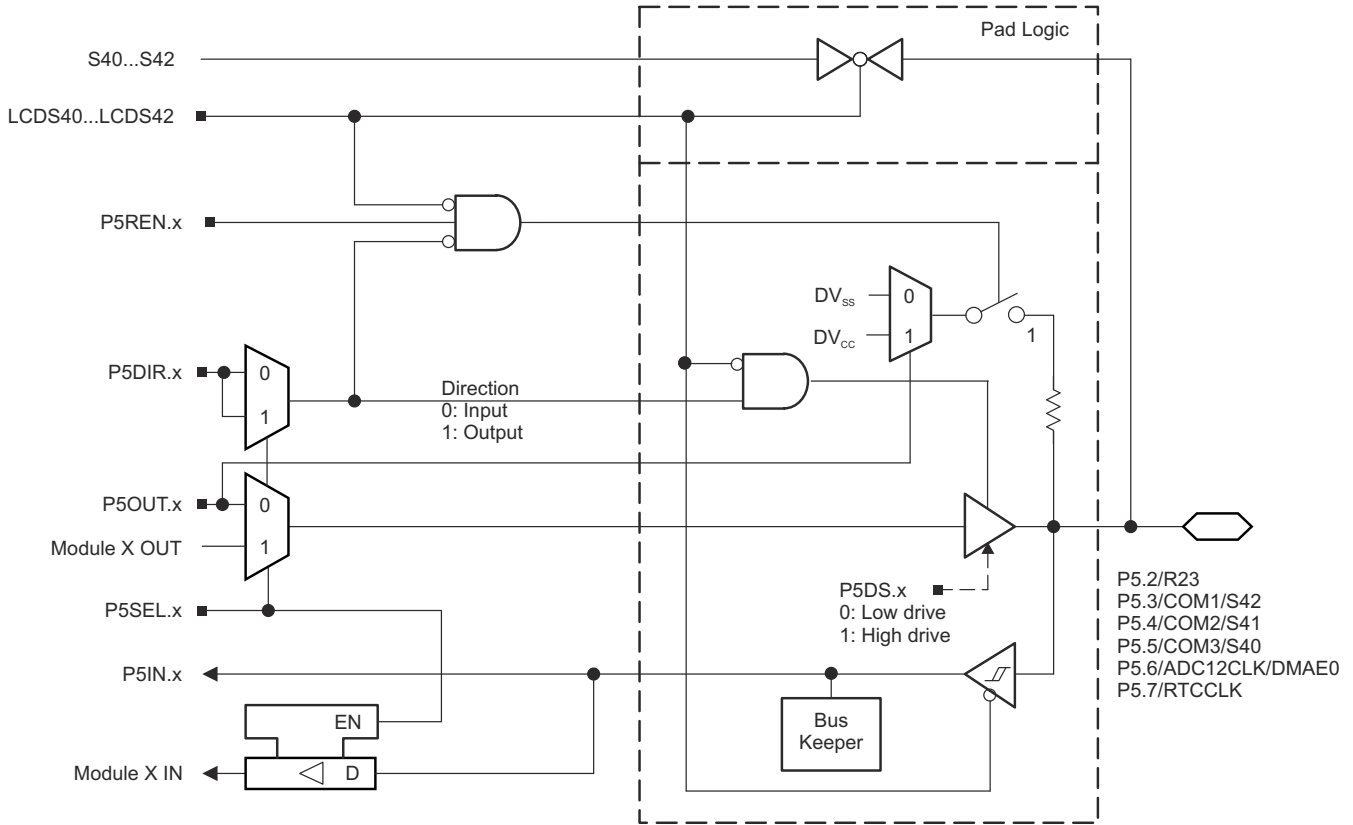 Pad Logic
S40...S42
LCDS40...LCDS42
P5REN.x
DVSS
0
DVCC
1
1
P5DIR.x
0
1
Direction
0: Input
1: Output
P5OUT.x
0
Module X OUT
1
P5SEL.x
P5DS.x
0: Low drive
1: High drive
P5.2/R23
P5.3/COM1/S42
P5.4/COM2/S41
P5.5/COM3/S40
P5.6/ADC12CLK/DMAE0
P5.7/RTCCLK
P5IN.x
Bus
Keeper
EN
Module X IN
D